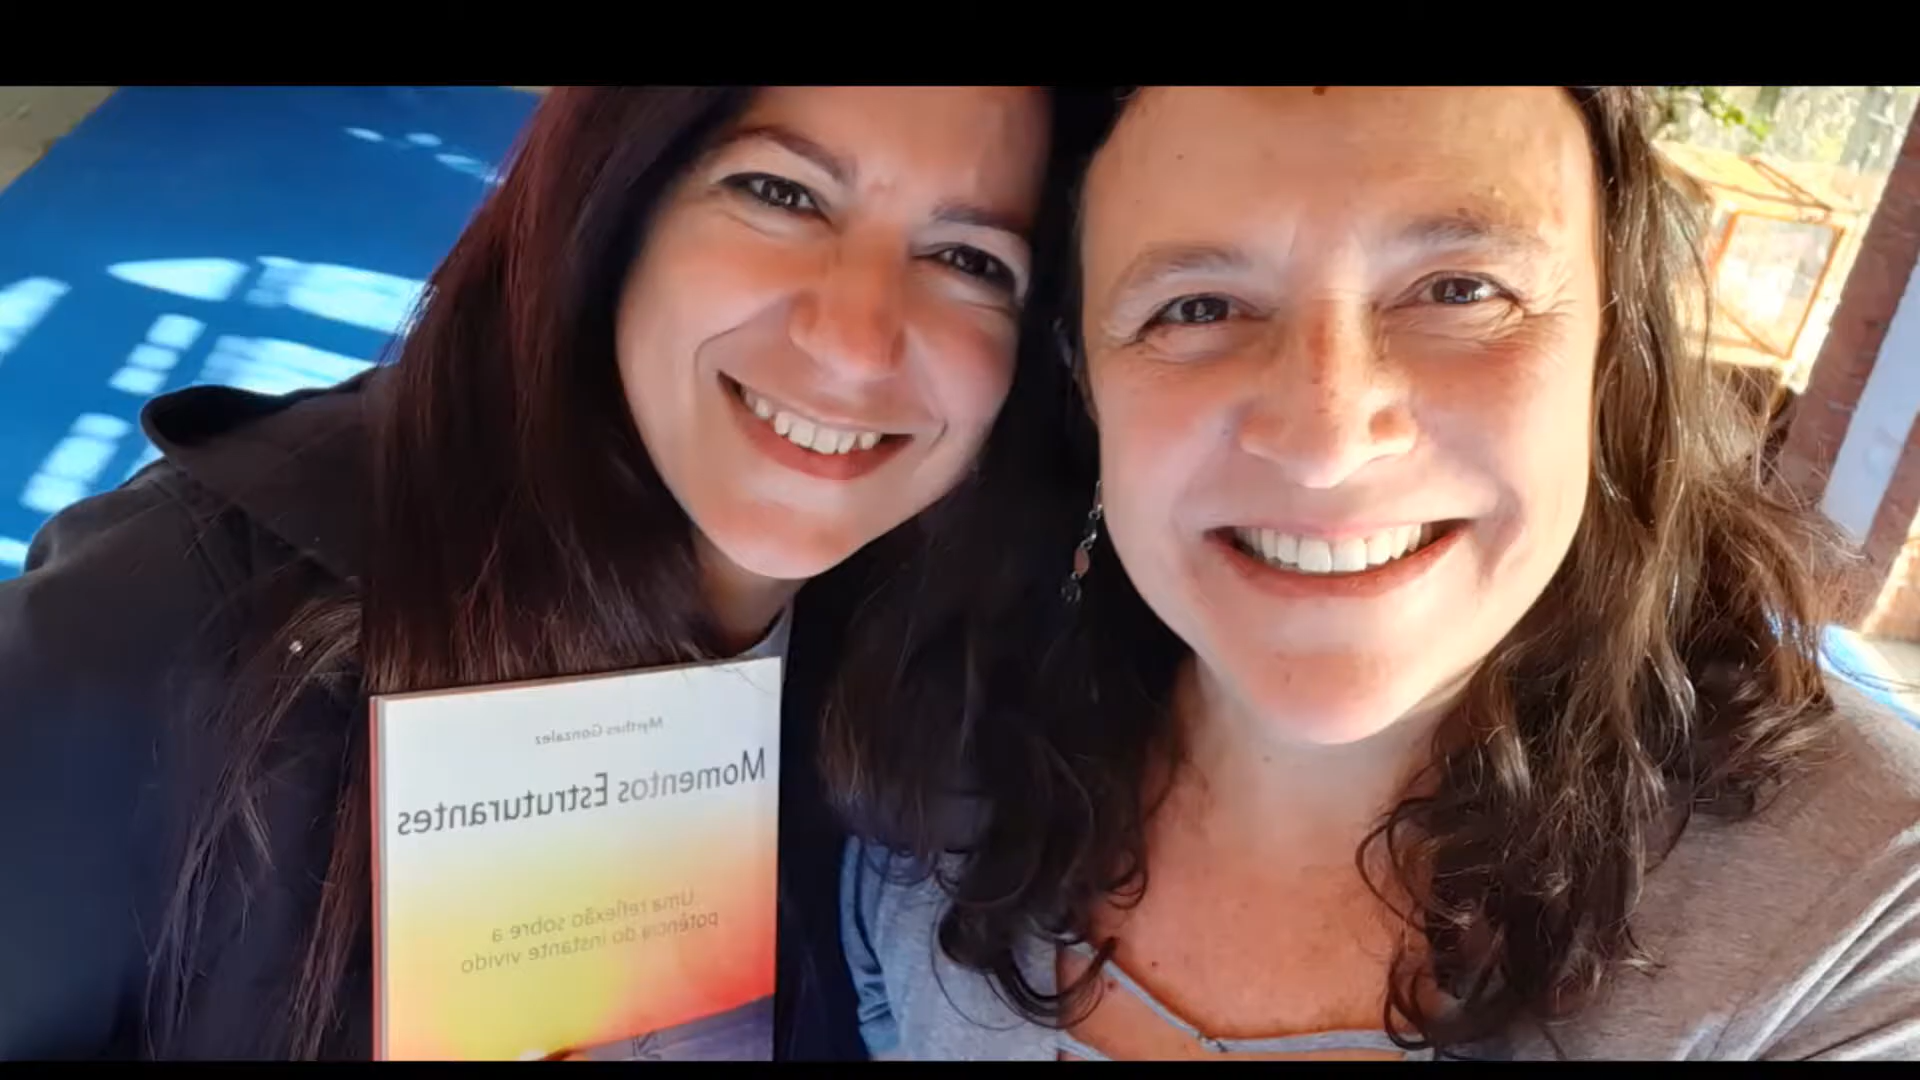 Myrthes Gonzalez
Momentos Estruturantes
Uma reflexão sobre a
potência do instante vivido